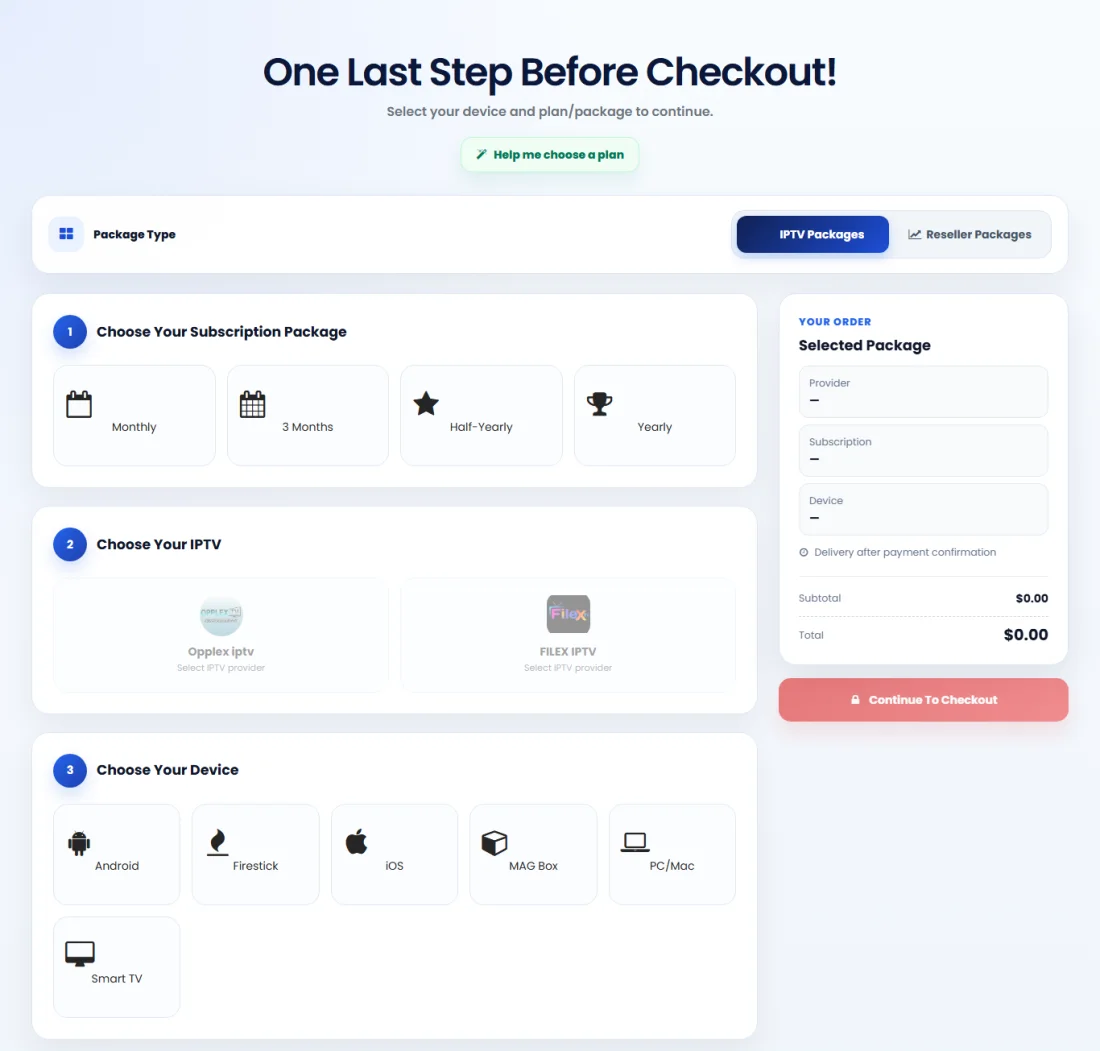 One Last Step Before Checkout!
Select your device and plan/package to continue.
Help me choose a plan
Package Type
IPTV Packages
Reseller Packages
1
Choose Your Subscription Package
Monthly
3 Months
Half-Yearly
Yearly
2
Choose Your IPTV
OPPLEX
Opplex iptv
Select IPTV provider
Filex
FILEX IPTV
Select IPTV provider
3
Choose Your Device
Android
Firestick
iOS
MAG Box
PC/Mac
Smart TV
YOUR ORDER
Selected Package
Provider
—
Subscription
—
Device
—
Delivery after payment confirmation
Subtotal $0.00
Total $0.00
Continue To Checkout